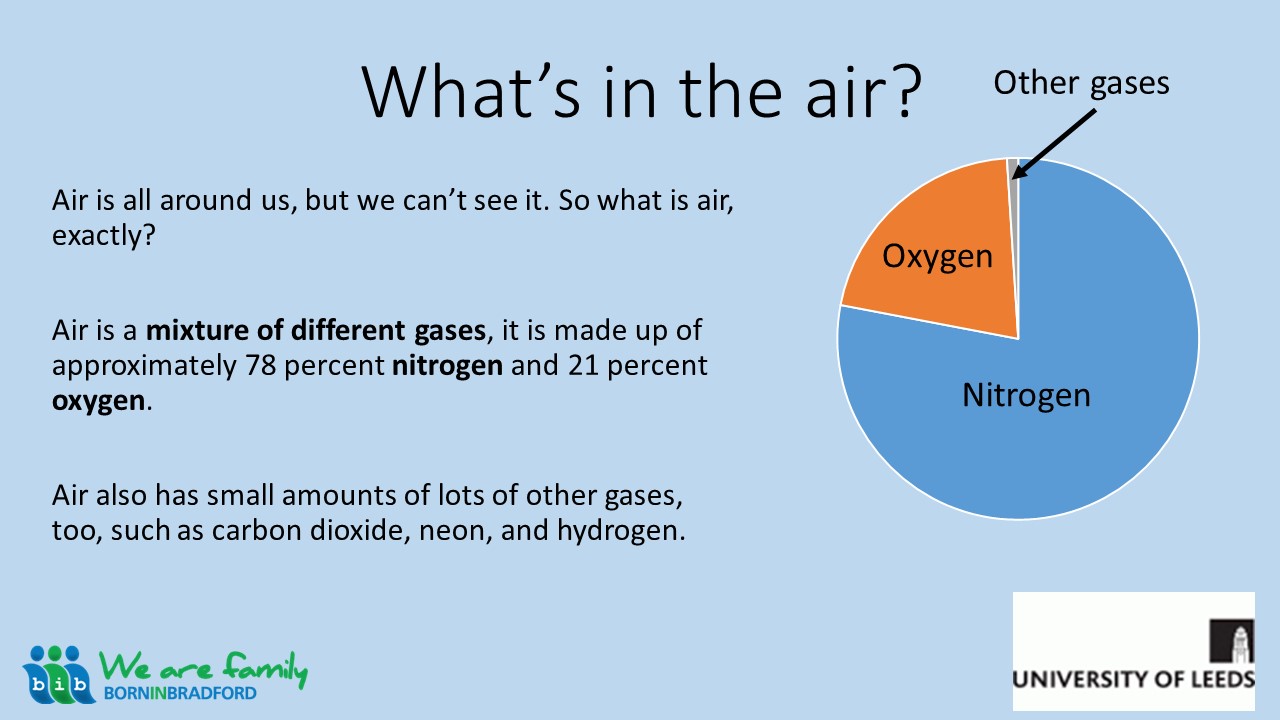 What’s in the air?
Other gases
Air is all around us, but we can’t see it. So what is air,
exactly?
Air is a mixture of different gases, it is made up of
approximately 78 percent nitrogen and 21 percent
oxygen.
Air also has small amounts of lots of other gases,
too, such as carbon dioxide, neon, and hydrogen.
Oxygen
Nitrogen
bib
We are family
BORNINBRADFORD
UNIVERSITY OF LEEDS